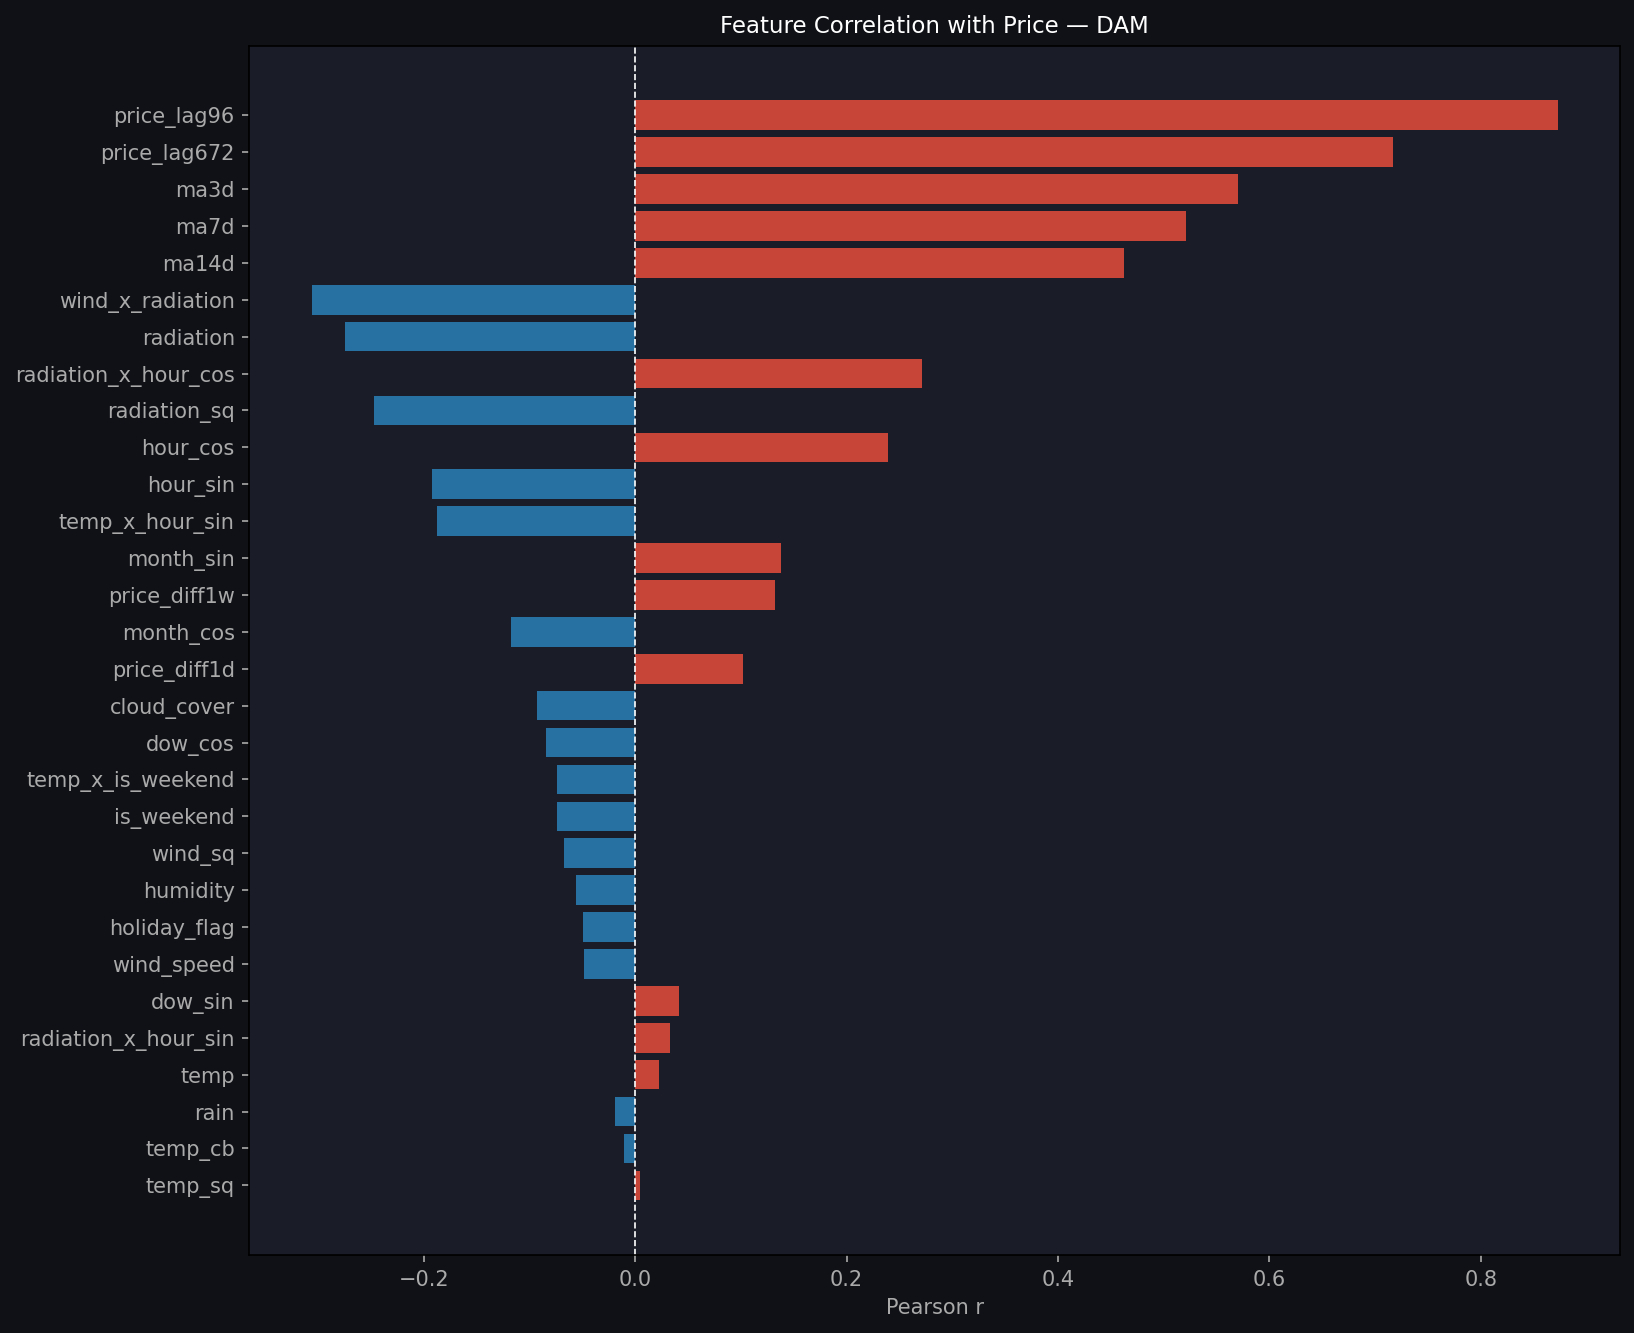 Feature Correlation with Price — DAM
price_lag96
price_lag672
ma3d
ma7d
ma14d
wind_x_radiation
radiation
radiation_x_hour_cos
radiation_sq
hour_cos
hour_sin
temp_x_hour_sin
month_sin
price_diff1w
month_cos
price_diff1d
cloud_cover
dow_cos
temp_x_is_weekend
is_weekend
wind_sq
humidity
holiday_flag
wind_speed
dow_sin
radiation_x_hour_sin
temp
rain
temp_cb
temp_sq
−0.2 0.0 0.2 0.4 0.6 0.8
Pearson r